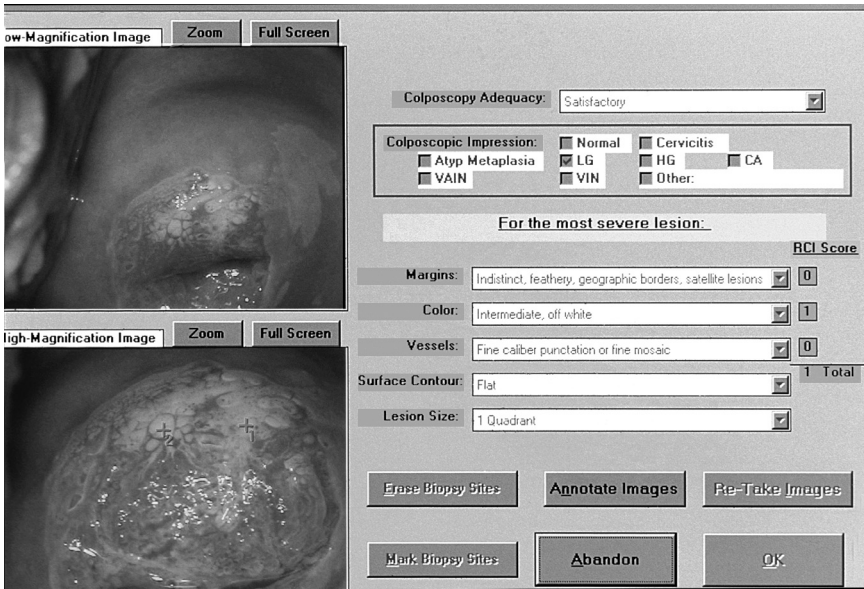 ow-Magnification Image
Zoom
Full Screen
Colposcopy Adequacy: Satisfactory
Colposcopic Impression: Normal Cervicitis
Atyp Metaplasia LG HG CA
VAIN VIN Other:
For the most severe lesion:
RCI Score
Margins: Indistinct, feathery, geographic borders, satellite lesions 0
Color: Intermediate, off white 1
Vessels: Fine caliber punctation or fine mosaic 0
1 Total
Surface Contour: Flat
Lesion Size: 1 Quadrant
High-Magnification Image
Zoom
Full Screen
2
1
Erase Biopsy Sites
Annotate Images
Re-Take Images
Mark Biopsy Sites
Abandon
OK